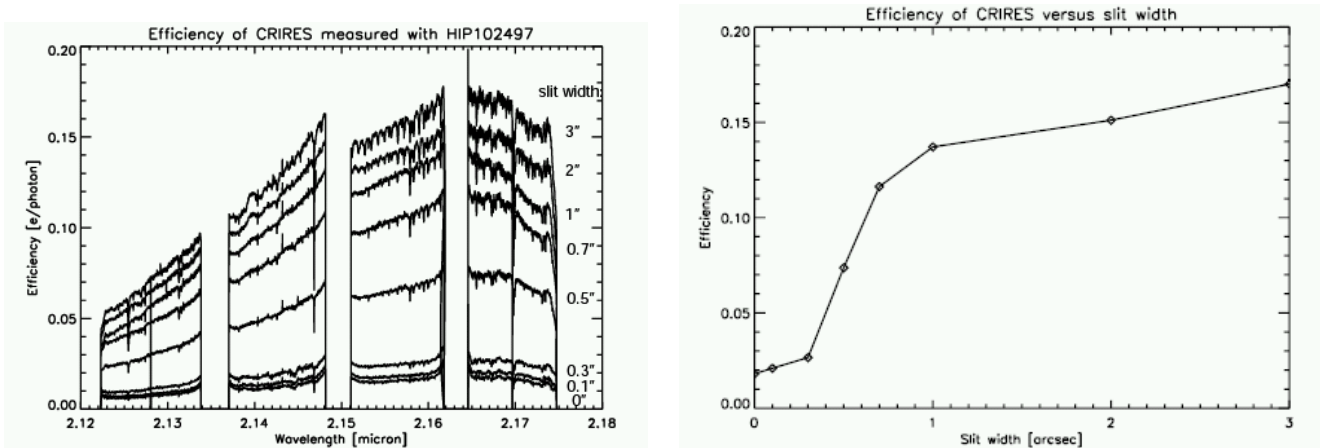 Efficiency of CRIRES measured with HIP102497
0.20
0.15
0.10
0.05
0.00
Efficiency [e/photon]
slit width:
3"
2"
1"
0.7"
0.5"
0.3"
0.1"
0"
2.12 2.13 2.14 2.15 2.16 2.17 2.18
Wavelength [micron]
Efficiency of CRIRES versus slit width
0.20
0.15
0.10
0.05
0.00
Efficiency
0 1 2 3
Slit width [arcsec]